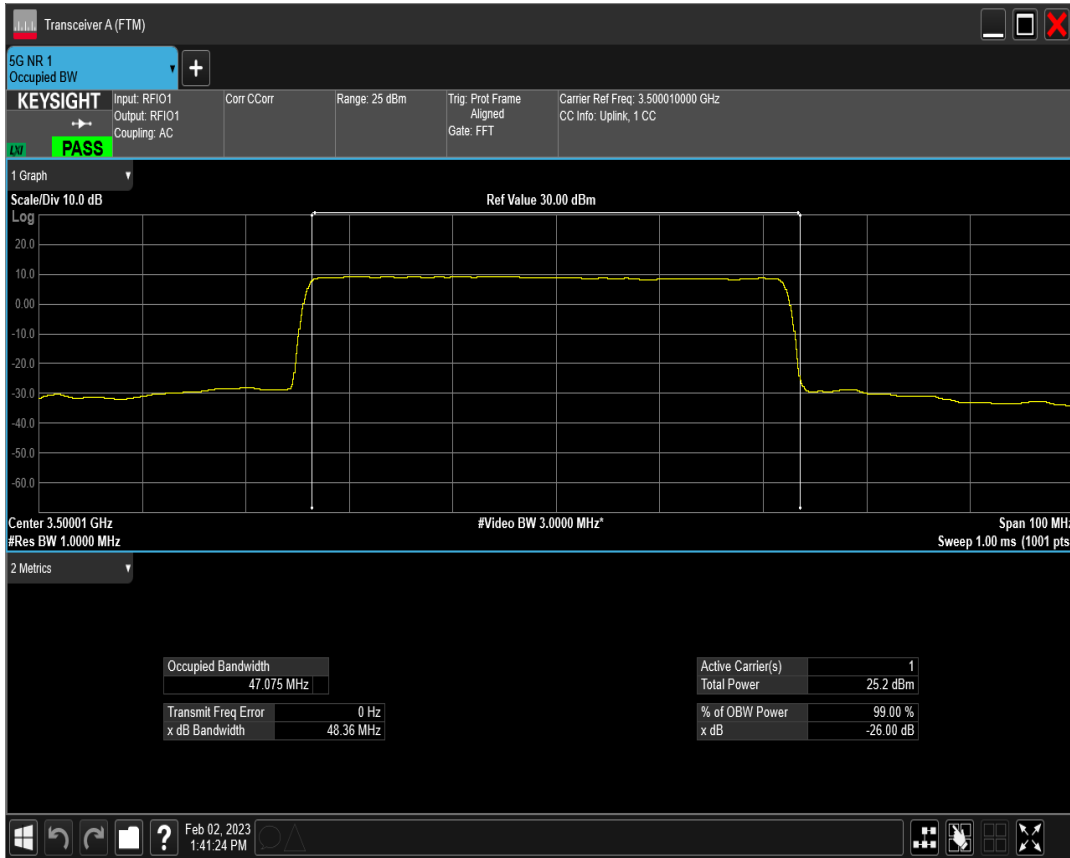 Transceiver A (FTM)
5G NR 1
Occupied BW
+
KEYSIGHT
LXI
PASS
Input: RFIO1
Output: RFIO1
Coupling: AC
Corr CCorr
Range: 25 dBm
Trig: Prot Frame
Aligned
Gate: FFT
Carrier Ref Freq: 3.500010000 GHz
CC Info: Uplink, 1 CC
1 Graph
Scale/Div 10.0 dB
Ref Value 30.00 dBm
Log
20.0
10.0
0.00
-10.0
-20.0
-30.0
-40.0
-50.0
-60.0
Center 3.50001 GHz
#Video BW 3.0000 MHz*
Span 100 MHz
#Res BW 1.0000 MHz
Sweep 1.00 ms (1001 pts
2 Metrics
Occupied Bandwidth
47.075 MHz
Transmit Freq Error 0 Hz
x dB Bandwidth 48.36 MHz
Active Carrier(s) 1
Total Power 25.2 dBm
% of OBW Power 99.00 %
x dB -26.00 dB
?
Feb 02, 2023
1:41:24 PM